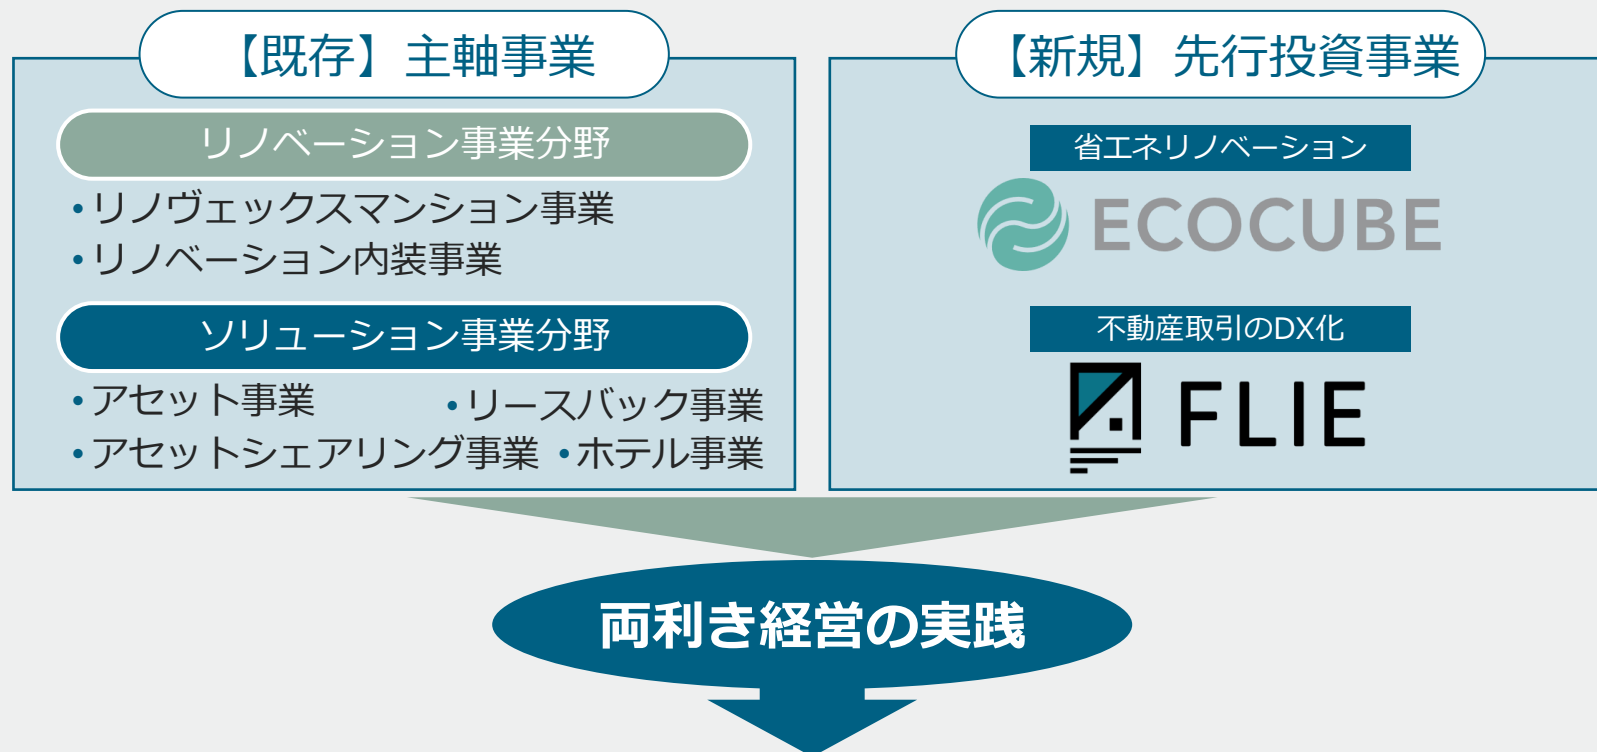 【既存】主軸事業
リノベーション事業分野
•リノヴェックスマンション事業
•リノベーション内装事業
ソリューション事業分野
•アセット事業 •リースバック事業
•アセットシェアリング事業 •ホテル事業
【新規】先行投資事業
省エネリノベーション
ECOCUBE
不動産取引のDX化
FLIE
両利き経営の実践